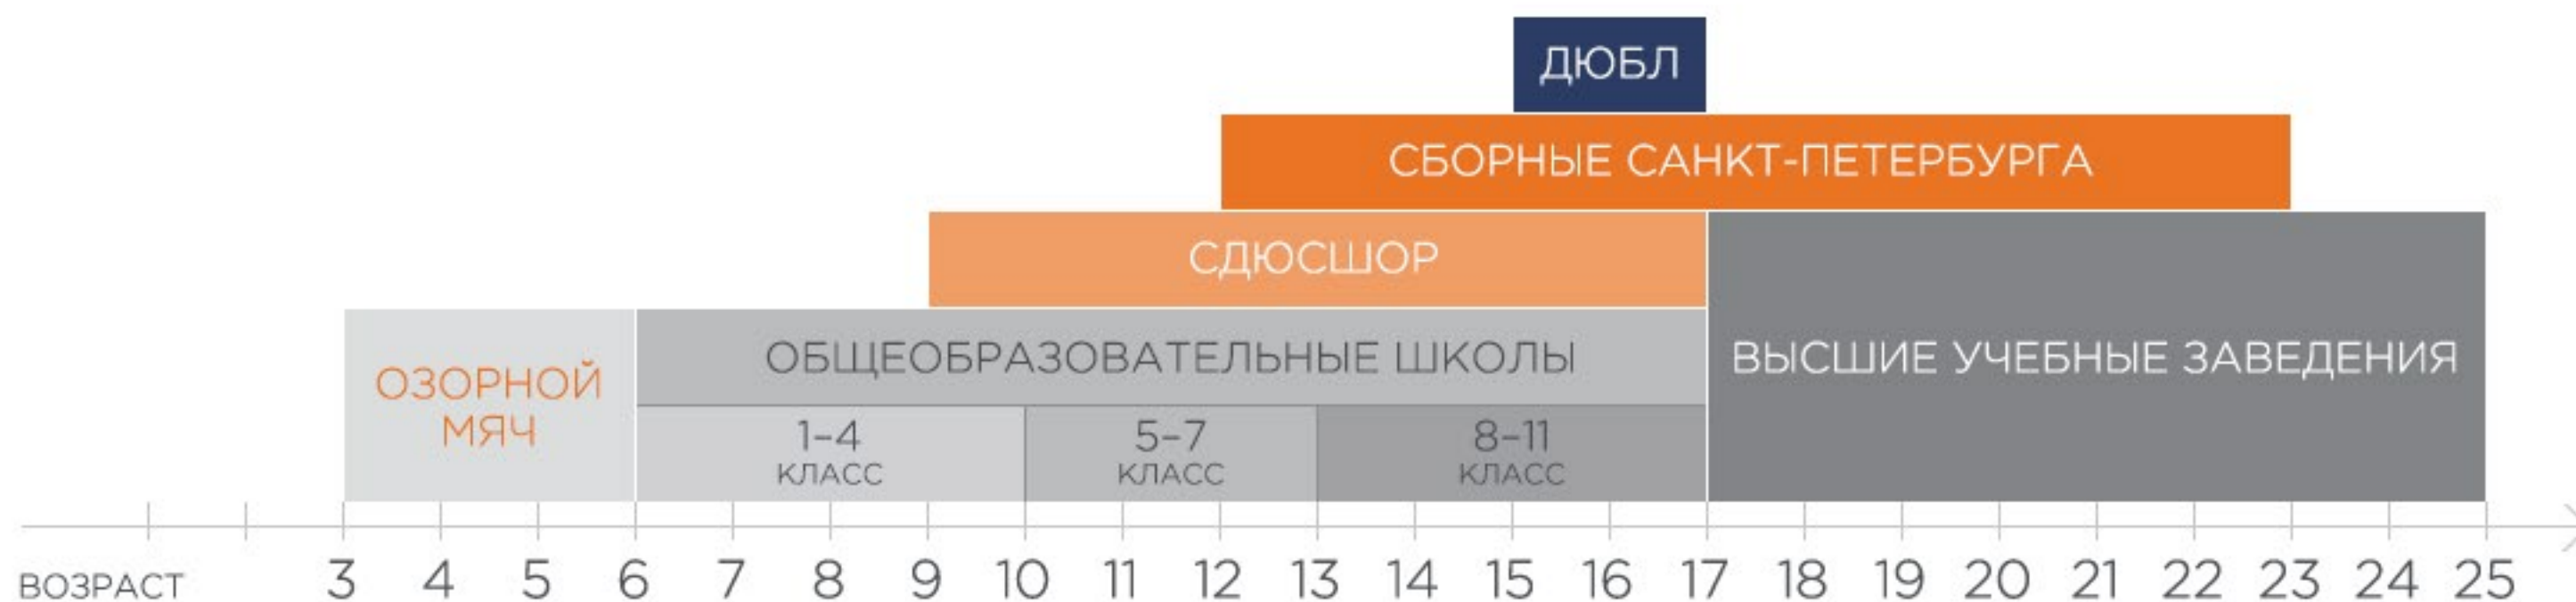 ДЮБЛ
СБОРНЫЕ САНКТ-ПЕТЕРБУРГА
СДЮСШОР
ОБЩЕОБРАЗОВАТЕЛЬНЫЕ ШКОЛЫ
ВЫСШИЕ УЧЕБНЫЕ ЗАВЕДЕНИЯ
ОЗОРНОЙ
МЯЧ
1–4
КЛАСС
5–7
КЛАСС
8–11
КЛАСС
ВОЗРАСТ 3 4 5 6 7 8 9 10 11 12 13 14 15 16 17 18 19 20 21 22 23 24 25